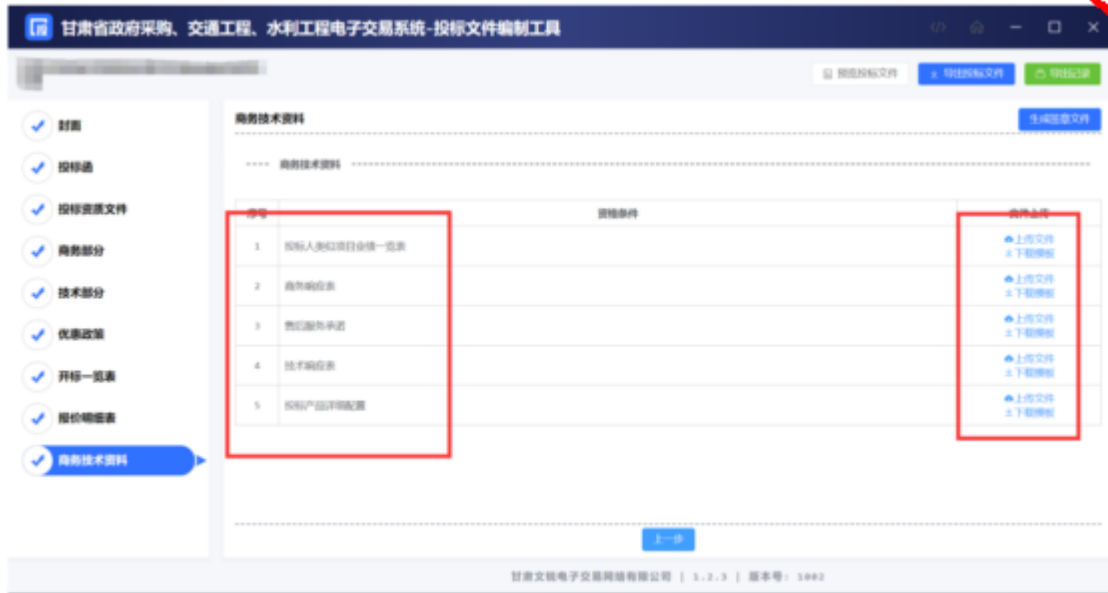 甘肃省政府采购、交通工程、水利工程电子交易系统-投标文件编制工具
预览投标文件 导出投标文件 导出记录
封面
投标函
投标资质文件
商务部分
技术部分
优惠政策
开标一览表
报价明细表
商务技术资料
商务技术资料 生成签章文件
商务技术资料
序号 资格条件 文件上传
1 投标人类似项目业绩一览表 上传文件
下载模板
2 商务响应表 上传文件
下载模板
3 售后服务承诺 上传文件
下载模板
4 技术响应表 上传文件
下载模板
5 投标产品详明配置 上传文件
下载模板
上一步
甘肃文锐电子交易网络有限公司 | 1.2.3 | 版本号: 1002